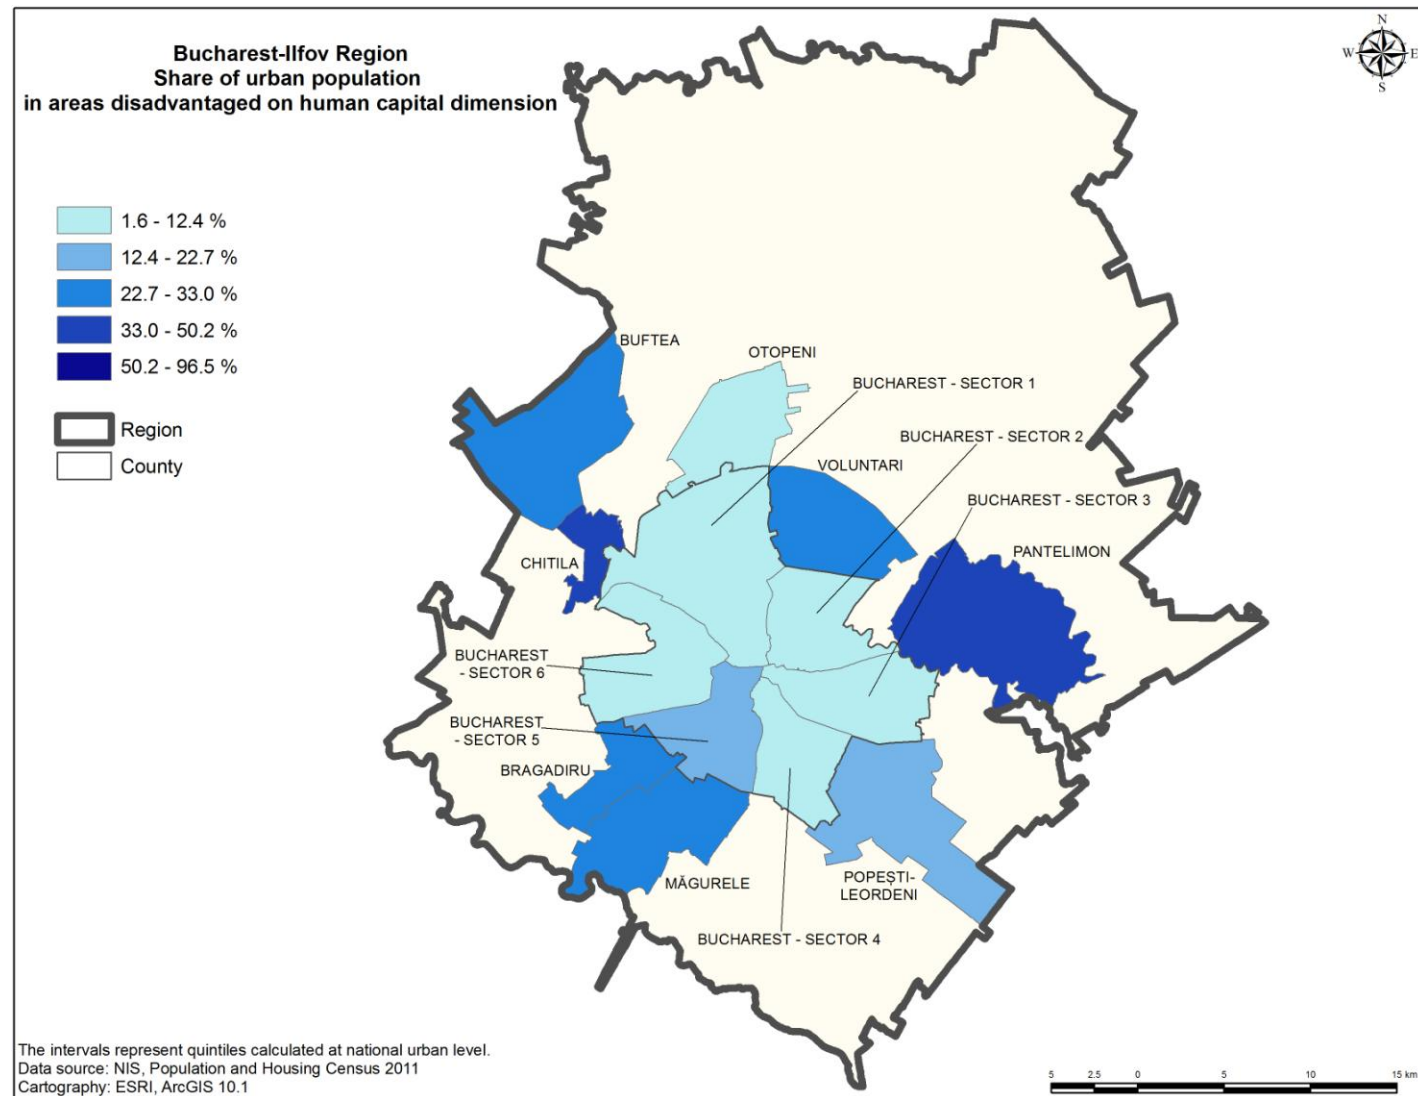 Bucharest-Ilfov Region
Share of urban population
in areas disadvantaged on human capital dimension
N
W
E
S
1.6 - 12.4 %
12.4 - 22.7 %
22.7 - 33.0 %
33.0 - 50.2 %
50.2 - 96.5 %
Region
County
BUFTEA
OTOPENI
BUCHAREST - SECTOR 1
BUCHAREST - SECTOR 2
VOLUNTARI
BUCHAREST - SECTOR 3
PANTELIMON
CHITILA
BUCHAREST
- SECTOR 6
BUCHAREST
- SECTOR 5
BRAGADIRU
MĂGURELE
POPEȘTI-
LEORDENI
BUCHAREST - SECTOR 4
The intervals represent quintiles calculated at national urban level.
Data source: NIS, Population and Housing Census 2011
Cartography: ESRI, ArcGIS 10.1
5 2.5 0 5 10 15 km